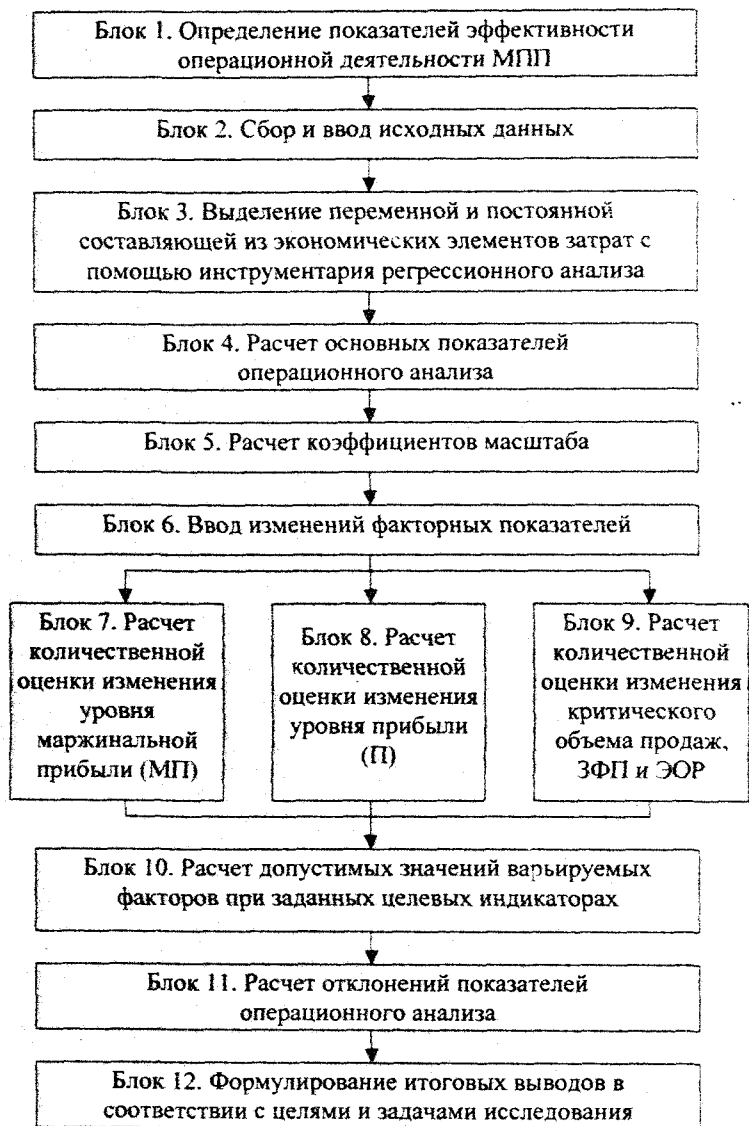 Блок 1. Определение показателей эффективности
операционной деятельности МПП
Блок 2. Сбор и ввод исходных данных
Блок 3. Выделение переменной и постоянной
составляющей из экономических элементов затрат с
помощью инструментария регрессионного анализа
Блок 4. Расчет основных показателей
операционного анализа
Блок 5. Расчет коэффициентов масштаба
Блок 6. Ввод изменений факторных показателей
Блок 7. Расчет
количественной
оценки изменения
уровня
маржинальной
прибыли (МП)
Блок 8. Расчет
количественной
оценки изменения
уровня прибыли
(П)
Блок 9. Расчет
количественной
оценки изменения
критического
объема продаж,
ЗФП и ЭОР
Блок 10. Расчет допустимых значений варьируемых
факторов при заданных целевых индикаторах
Блок 11. Расчет отклонений показателей
операционного анализа
Блок 12. Формулирование итоговых выводов в
соответствии с целями и задачами исследования